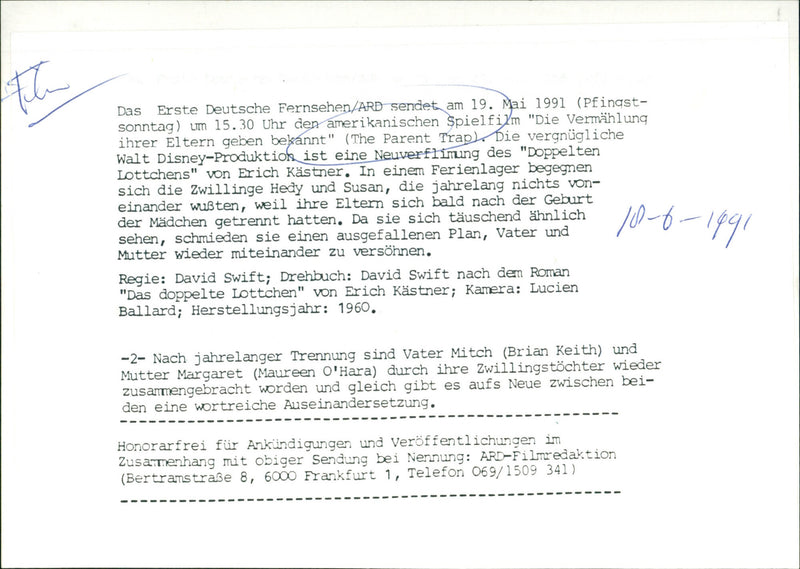 Film
Das Erste Deutsche Fernsehen/ARD sendet am 19. Mai 1991 (Pfingst-
sonntag) um 15.30 Uhr den amerikanischen Spielfilm "Die Vermählung
ihrer Eltern geben bekannt" (The Parent Trap). Die vergnügliche
Walt Disney-Produktion ist eine Neuverflimung des "Doppelten
Lottchens" von Erich Kästner. In einem Ferienlager begegnen
sich die Zwillinge Hedy und Susan, die jahrelang nichts von-
einander wußten, weil ihre Eltern sich bald nach der Geburt
der Mädchen getrennt hatten. Da sie sich täuschend ähnlich
sehen, schmieden sie einen ausgefallenen Plan, Vater und
Mutter wieder miteinander zu versöhnen.
10-6-1991
Regie: David Swift; Drehbuch: David Swift nach dem Roman
"Das doppelte Lottchen" von Erich Kästner; Kamera: Lucien
Ballard; Herstellungsjahr: 1960.
-2- Nach jahrelanger Trennung sind Vater Mitch (Brian Keith) und
Mutter Margaret (Maureen O'Hara) durch ihre Zwillingstöchter wieder
zusammengebracht worden und gleich gibt es aufs Neue zwischen bei-
den eine wortreiche Auseinandersetzung.
Honorarfrei für Ankündigungen und Veröffentlichungen im
Zusammenhang mit obiger Sendung bei Nennung: ARD-Filmredaktion
(Bertramstraße 8, 6000 Frankfurt 1, Telefon 069/1509 341)